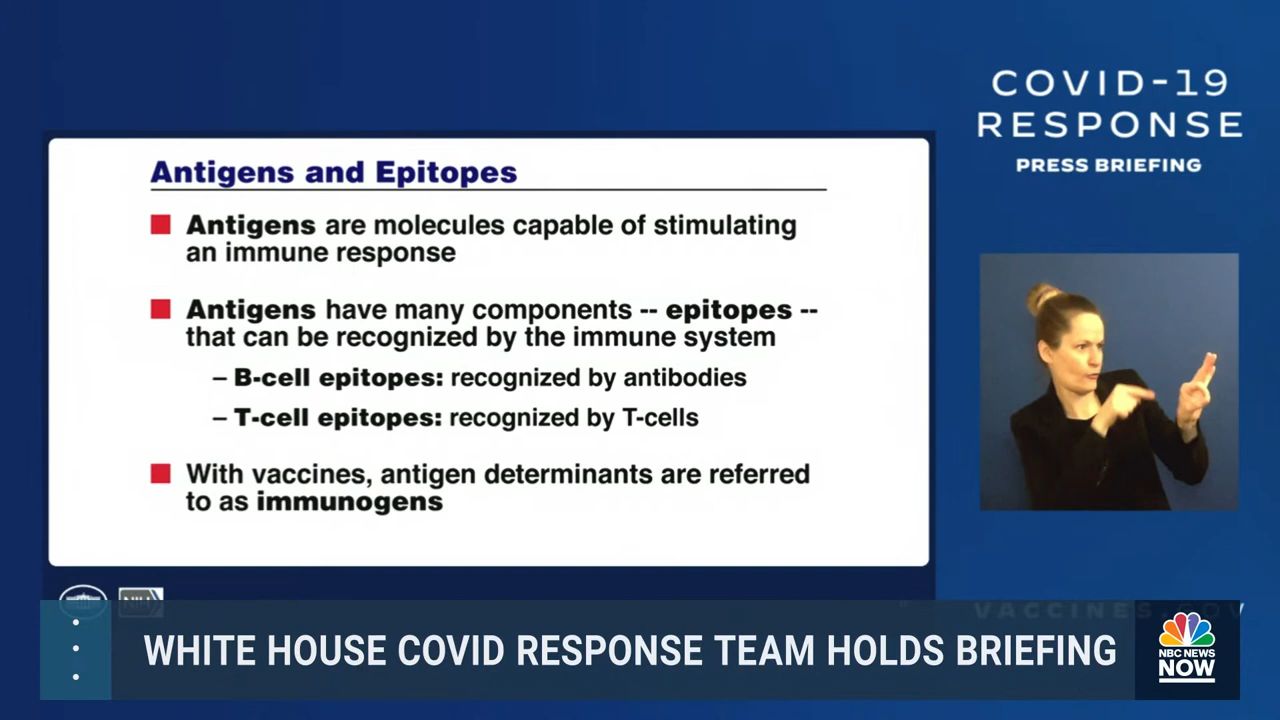 COVID-19
RESPONSE
PRESS BRIEFING
Antigens and Epitopes
Antigens are molecules capable of stimulating
an immune response
Antigens have many components -- epitopes --
that can be recognized by the immune system
– B-cell epitopes: recognized by antibodies
– T-cell epitopes: recognized by T-cells
With vaccines, antigen determinants are referred
to as immunogens
NIH
VACCINES.GOV
WHITE HOUSE COVID RESPONSE TEAM HOLDS BRIEFING
NBC NEWS
NOW